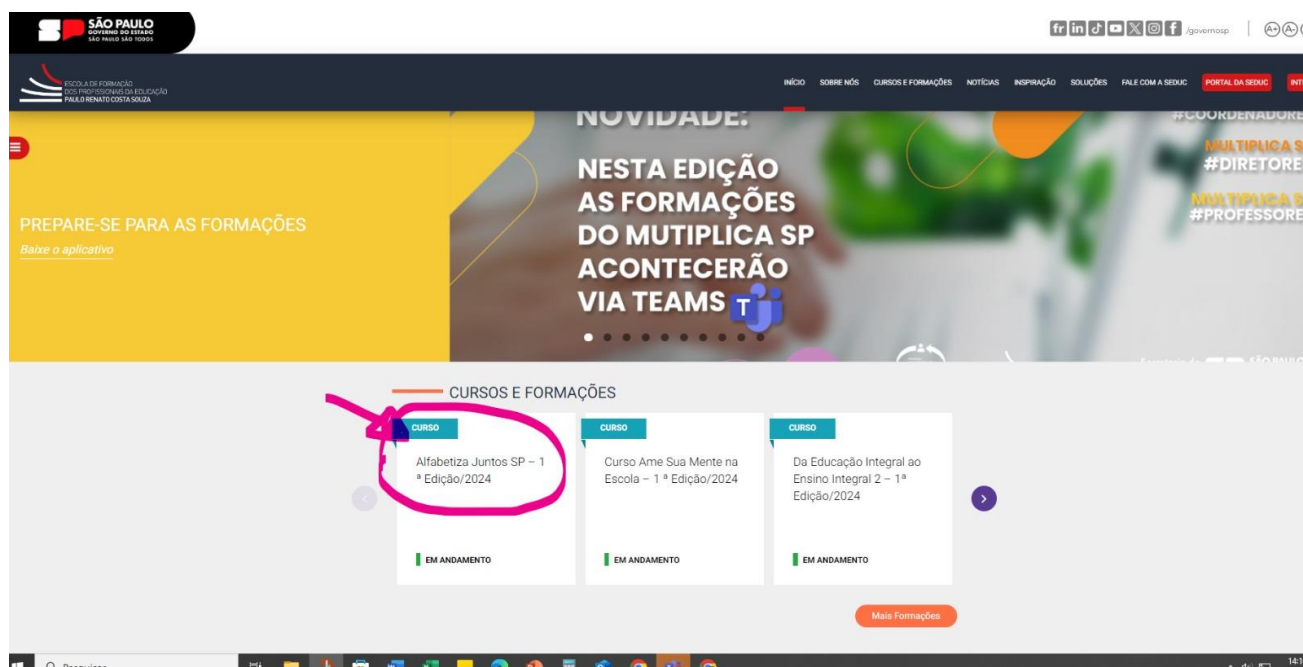 SÃO PAULO
GOVERNO DO ESTADO
SÃO PAULO SÃO TODOS
/governosp
A+ A-
ESCOLA DE FORMAÇÃO
DOS PROFISSIONAIS DA EDUCAÇÃO
PAULO RENATO COSTA SOUZA
INÍCIO SOBRE NÓS CURSOS E FORMAÇÕES NOTÍCIAS INSPIRAÇÃO SOLUÇÕES FALE COM A SEDUC PORTAL DA SEDUC INT
NOVIDADE:
NESTA EDIÇÃO
AS FORMAÇÕES
DO MUTIPLICA SP
ACONTECERÃO
VIA TEAMS
#COORDENADORE
MULTIPLICA S
#DIRETORE
MULTIPLICA S
#PROFESSORE
PREPARE-SE PARA AS FORMAÇÕES
Baixe o aplicativo
CURSOS E FORMAÇÕES
CURSO
Alfabetiza Juntos SP – 1
ª Edição/2024
EM ANDAMENTO
CURSO
Curso Ame Sua Mente na
Escola – 1 ª Edição/2024
EM ANDAMENTO
CURSO
Da Educação Integral ao
Ensino Integral 2 – 1ª
Edição/2024
EM ANDAMENTO
Mais Formações